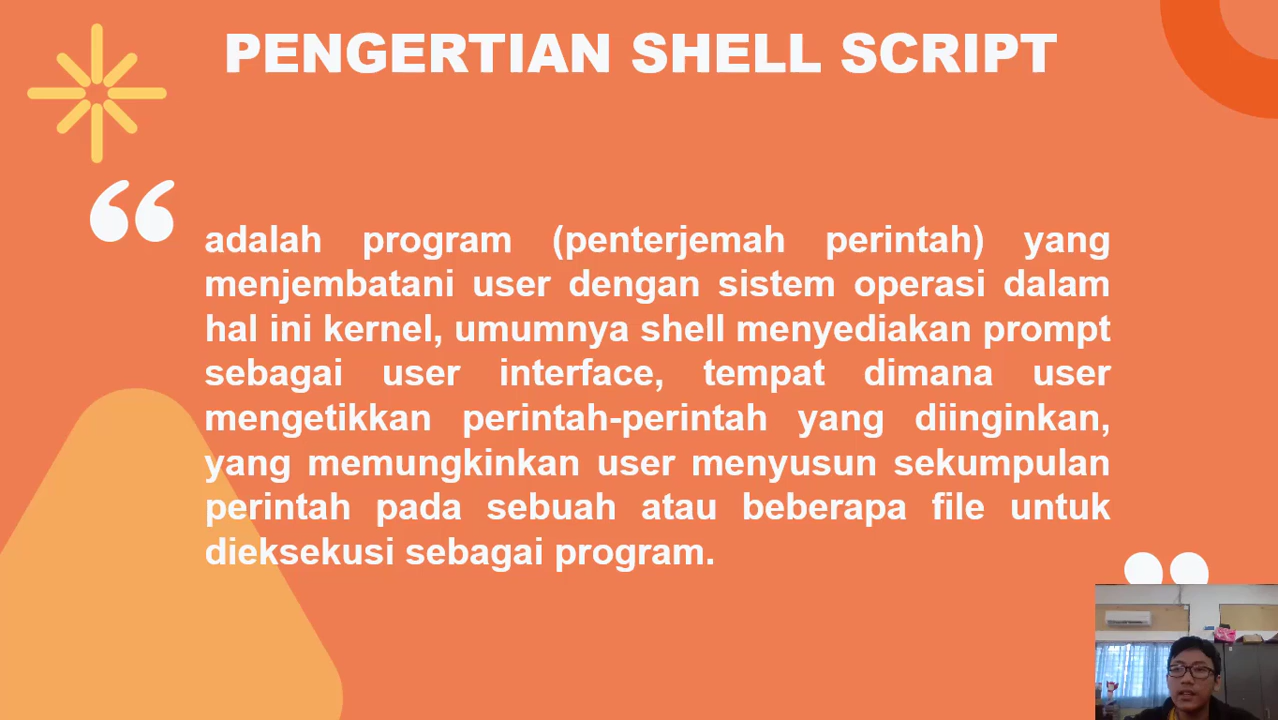 PENGERTIAN SHELL SCRIPT
adalah program (penterjemah perintah) yang
menjembatani user dengan sistem operasi dalam
hal ini kernel, umumnya shell menyediakan prompt
sebagai user interface, tempat dimana user
mengetikkan perintah-perintah yang diinginkan,
yang memungkinkan user menyusun sekumpulan
perintah pada sebuah atau beberapa file untuk
dieksekusi sebagai program.